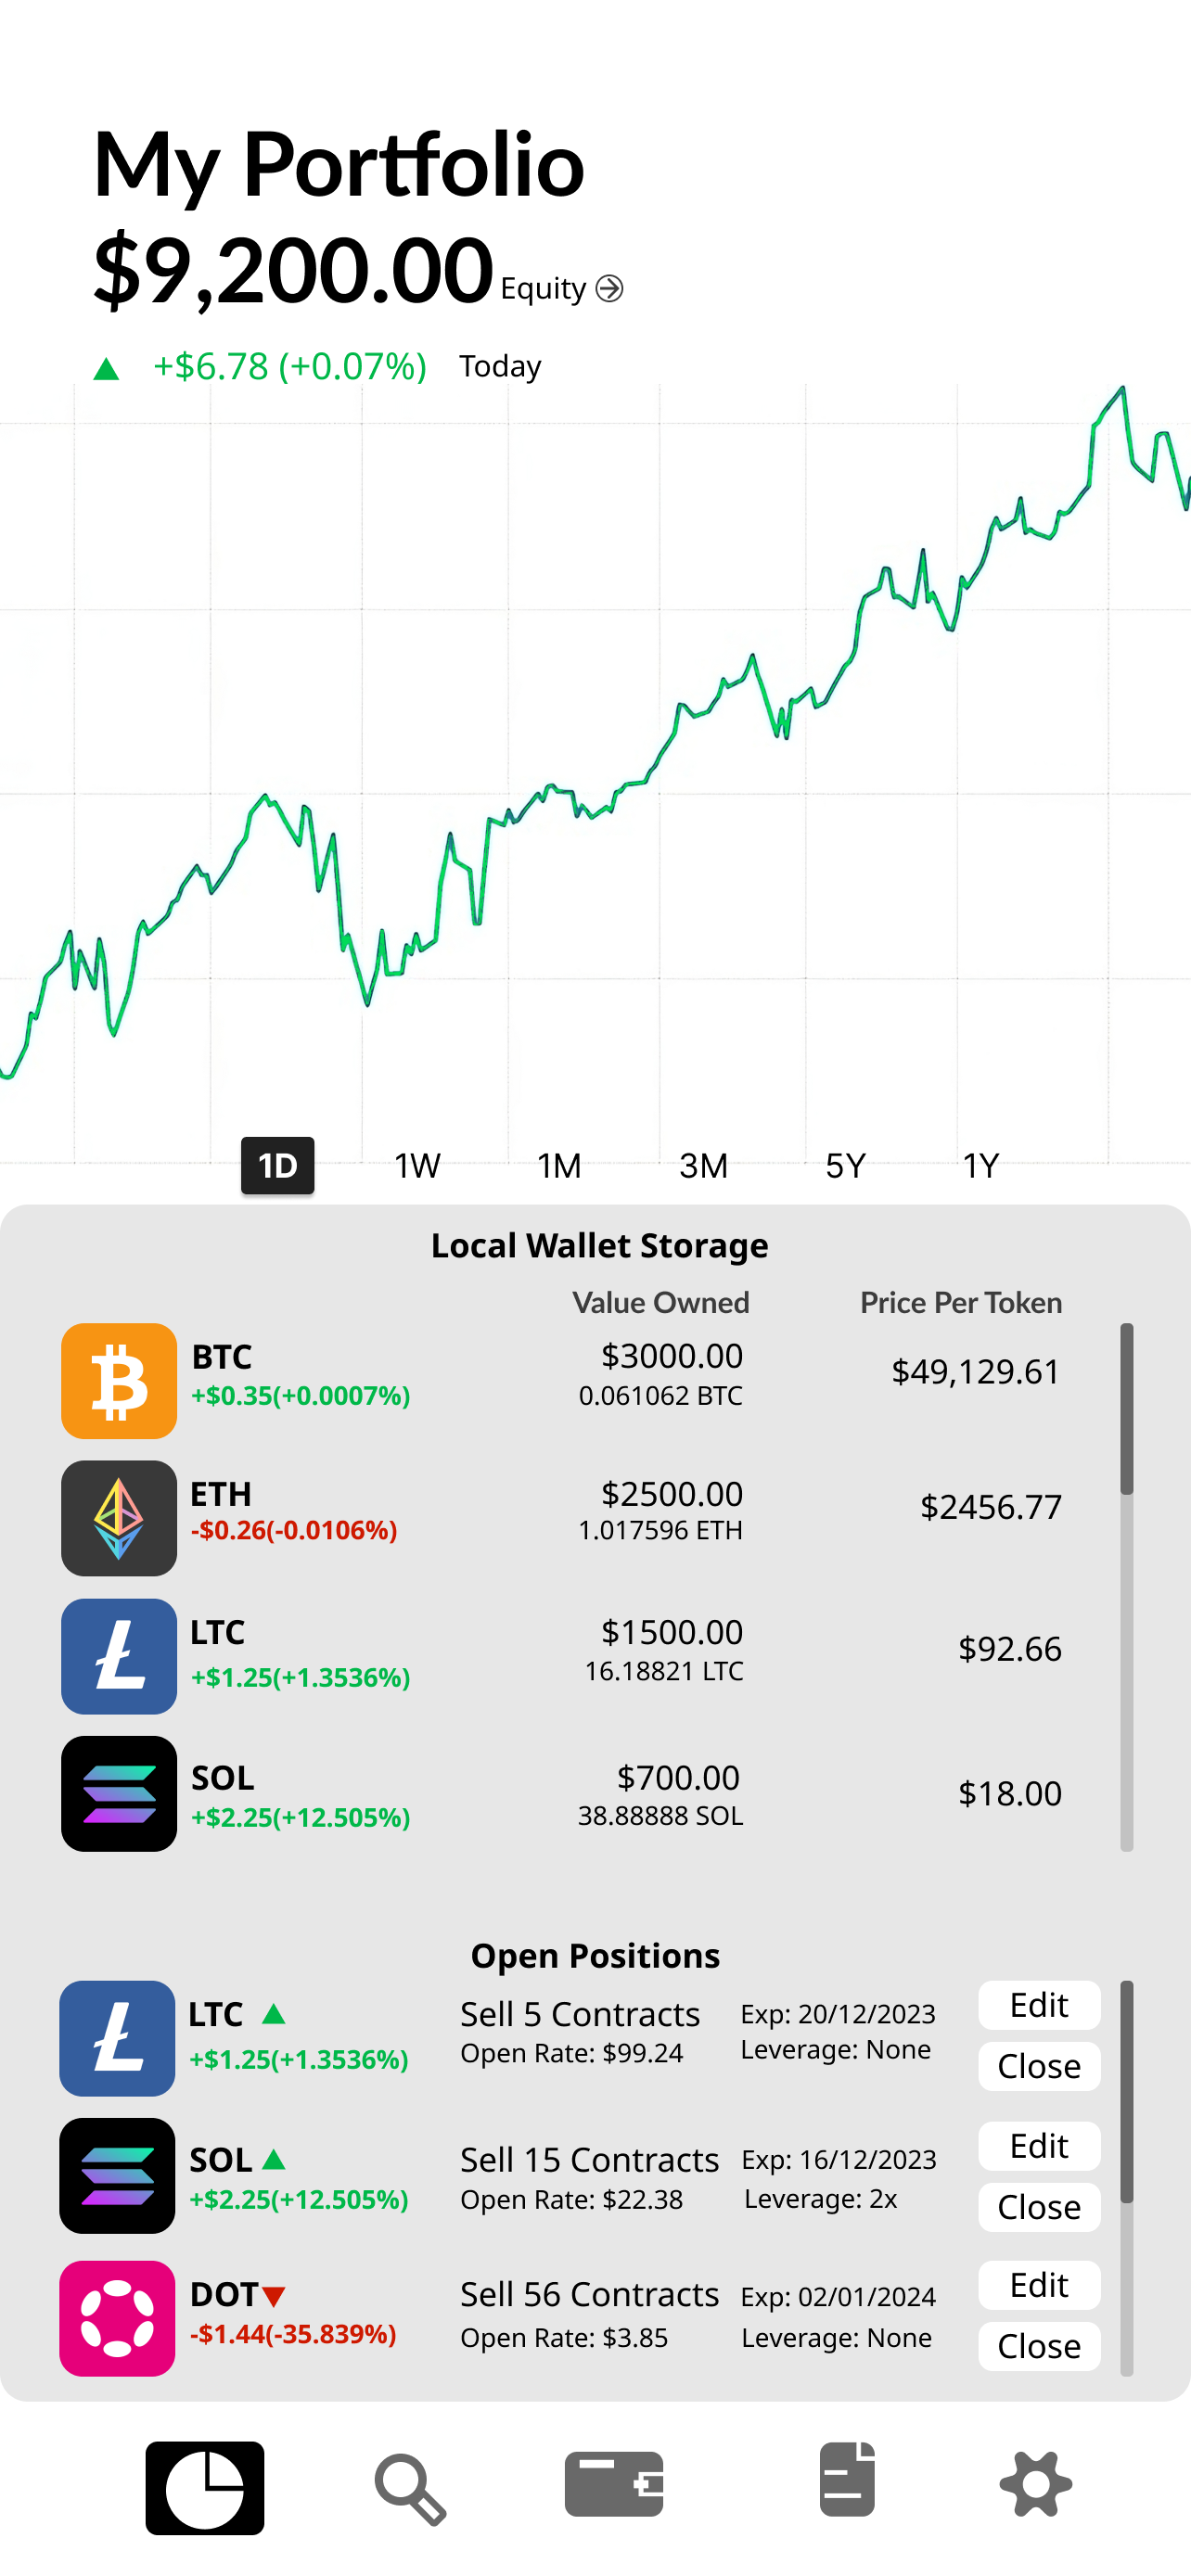 My Portfolio
$9,200.00 Equity
+$6.78 (+0.07%) Today
1D 1W 1M 3M 5Y 1Y
Local Wallet Storage
Value Owned Price Per Token
BTC $3000.00 $49,129.61
+$0.35(+0.0007%) 0.061062 BTC
ETH $2500.00 $2456.77
-$0.26(-0.0106%) 1.017596 ETH
LTC $1500.00 $92.66
+$1.25(+1.3536%) 16.18821 LTC
SOL $700.00 $18.00
+$2.25(+12.505%) 38.88888 SOL
Open Positions
LTC Sell 5 Contracts Exp: 20/12/2023 Edit
+$1.25(+1.3536%) Open Rate: $99.24 Leverage: None Close
SOL Sell 15 Contracts Exp: 16/12/2023 Edit
+$2.25(+12.505%) Open Rate: $22.38 Leverage: 2x Close
DOT Sell 56 Contracts Exp: 02/01/2024 Edit
-$1.44(-35.839%) Open Rate: $3.85 Leverage: None Close